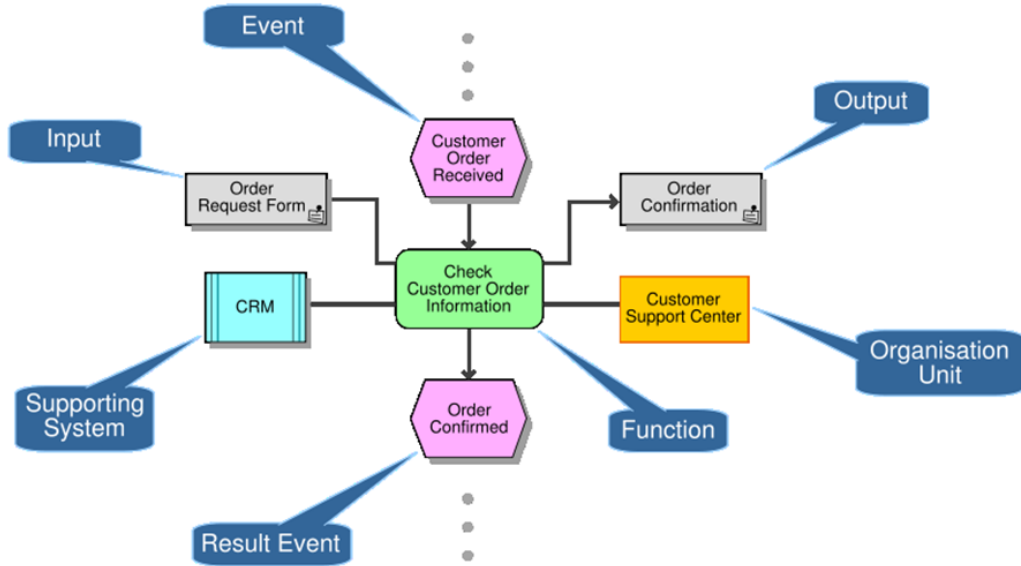 Event
Output
Input
Customer
Order
Received
Order
Request Form
Order
Confirmation
Check
Customer Order
Information
CRM
Customer
Support Center
Organisation
Unit
Supporting
System
Order
Confirmed
Function
Result Event